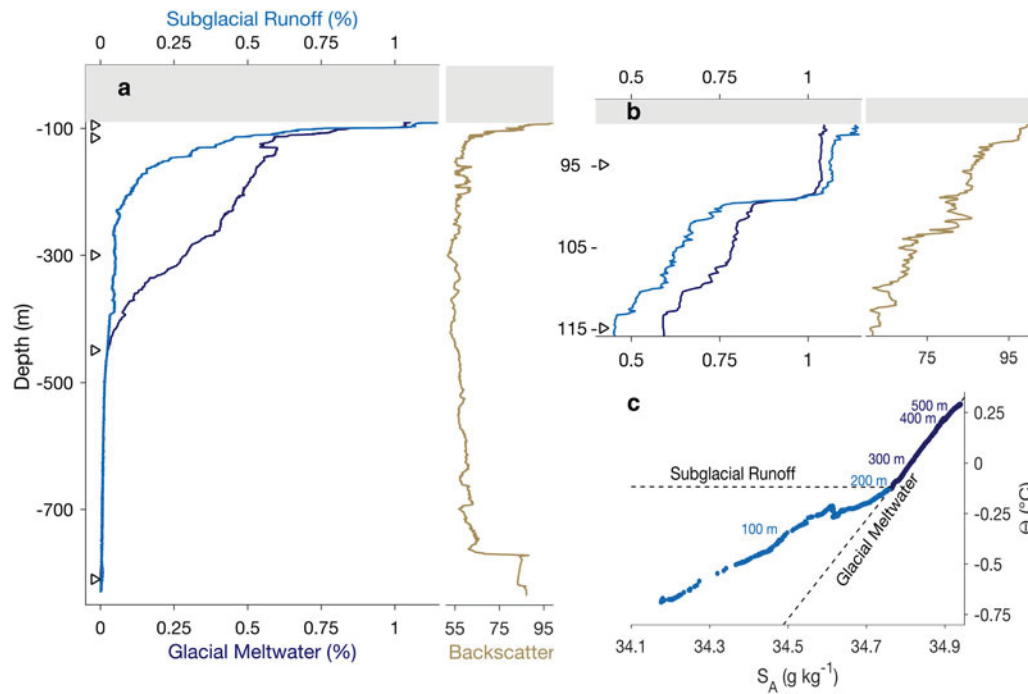 Subglacial Runoff (%)
0 0.25 0.5 0.75 1
a
-100
-300
-500
-700
Depth (m)
0 0.25 0.5 0.75 1
Glacial Meltwater (%)
55 95
Backscatter
0.5 0.75 1
b
95
105
115
0.5 0.75 1
75 95
c
500 m
400 m
300 m
200 m
100 m
Subglacial Runoff
Glacial Meltwater
0.25
0
-0.25
-0.5
-0.75
Θ (°C)
34.1 34.3 34.5 34.7 34.9
S_A (g kg⁻¹)